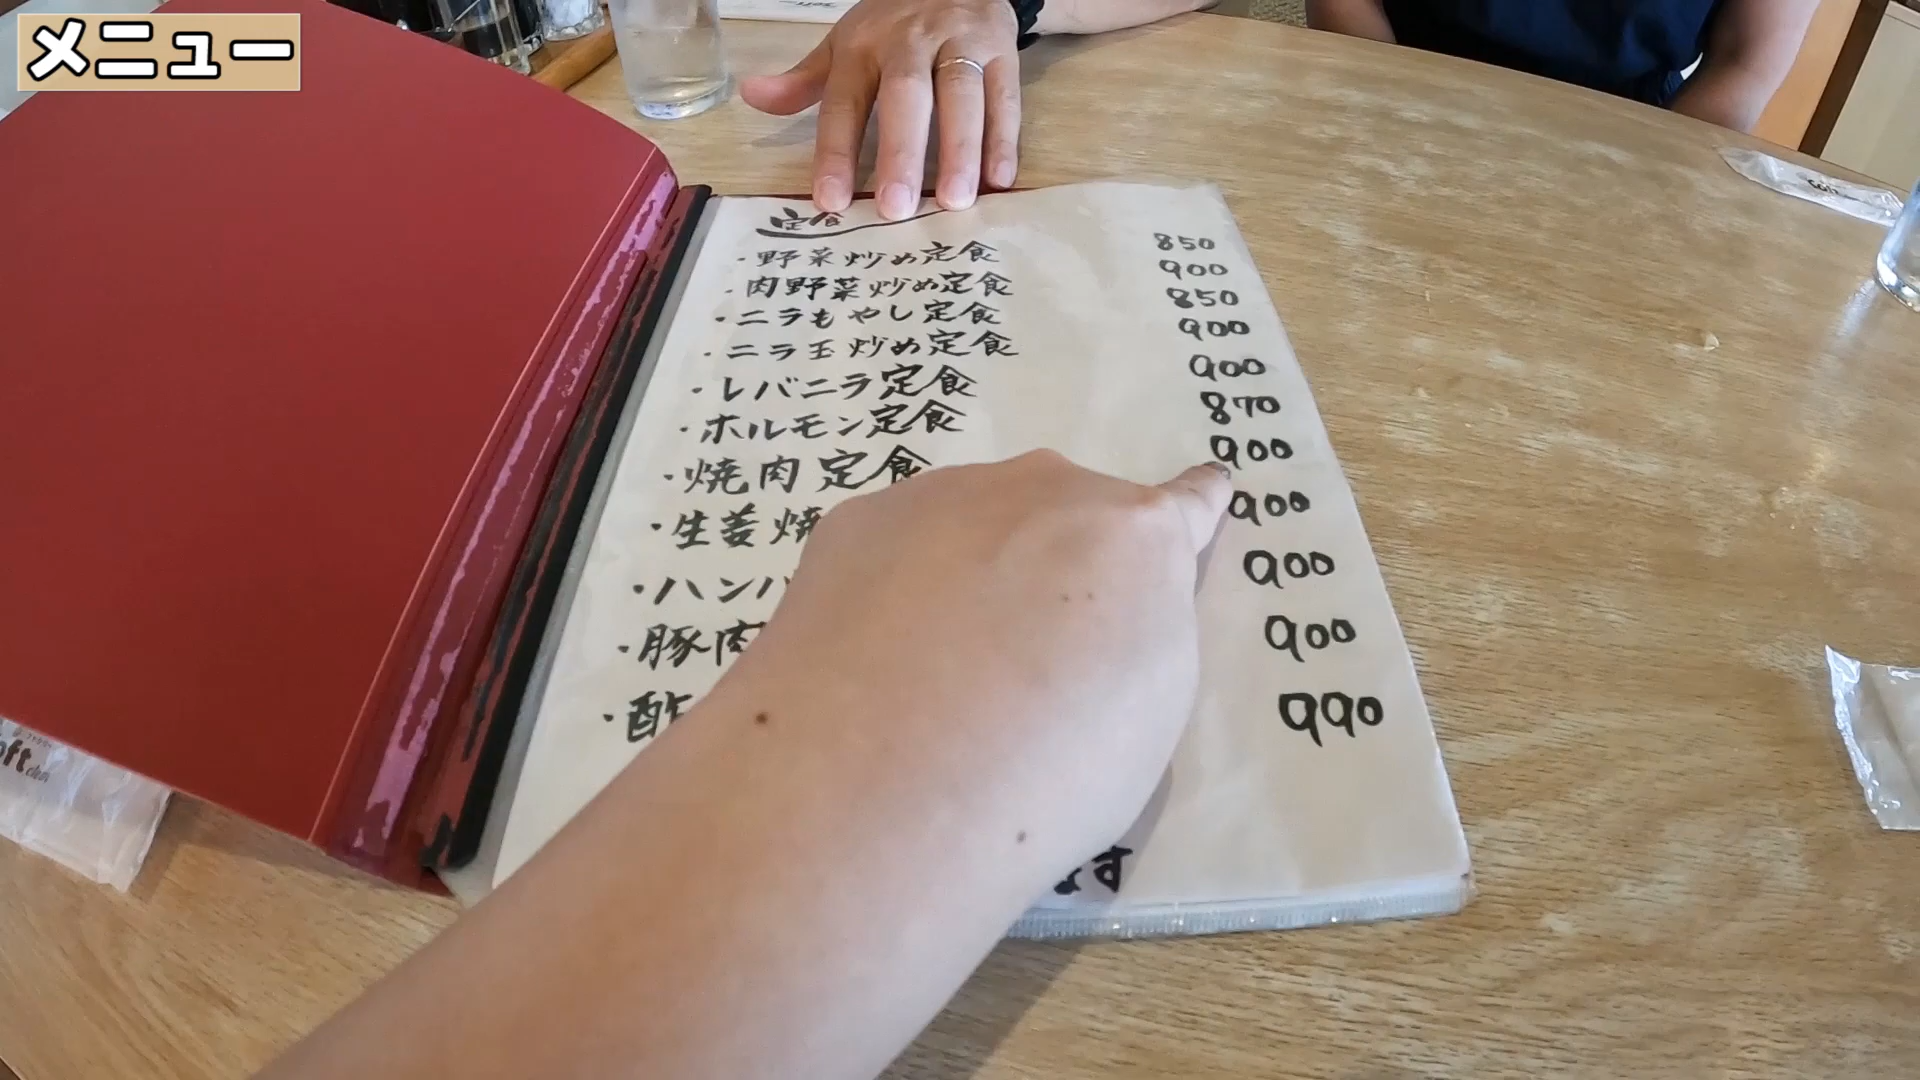 メニュー
定食
・野菜炒め定食 850
・肉野菜炒め定食 900
・ニラもやし定食 850
・ニラ玉炒め定食 900
・レバニラ定食 900
・ホルモン定食 870
・焼肉定食 900
・生姜焼 900
・ハンバ 900
・豚肉 900
・酢 990
ます
oft